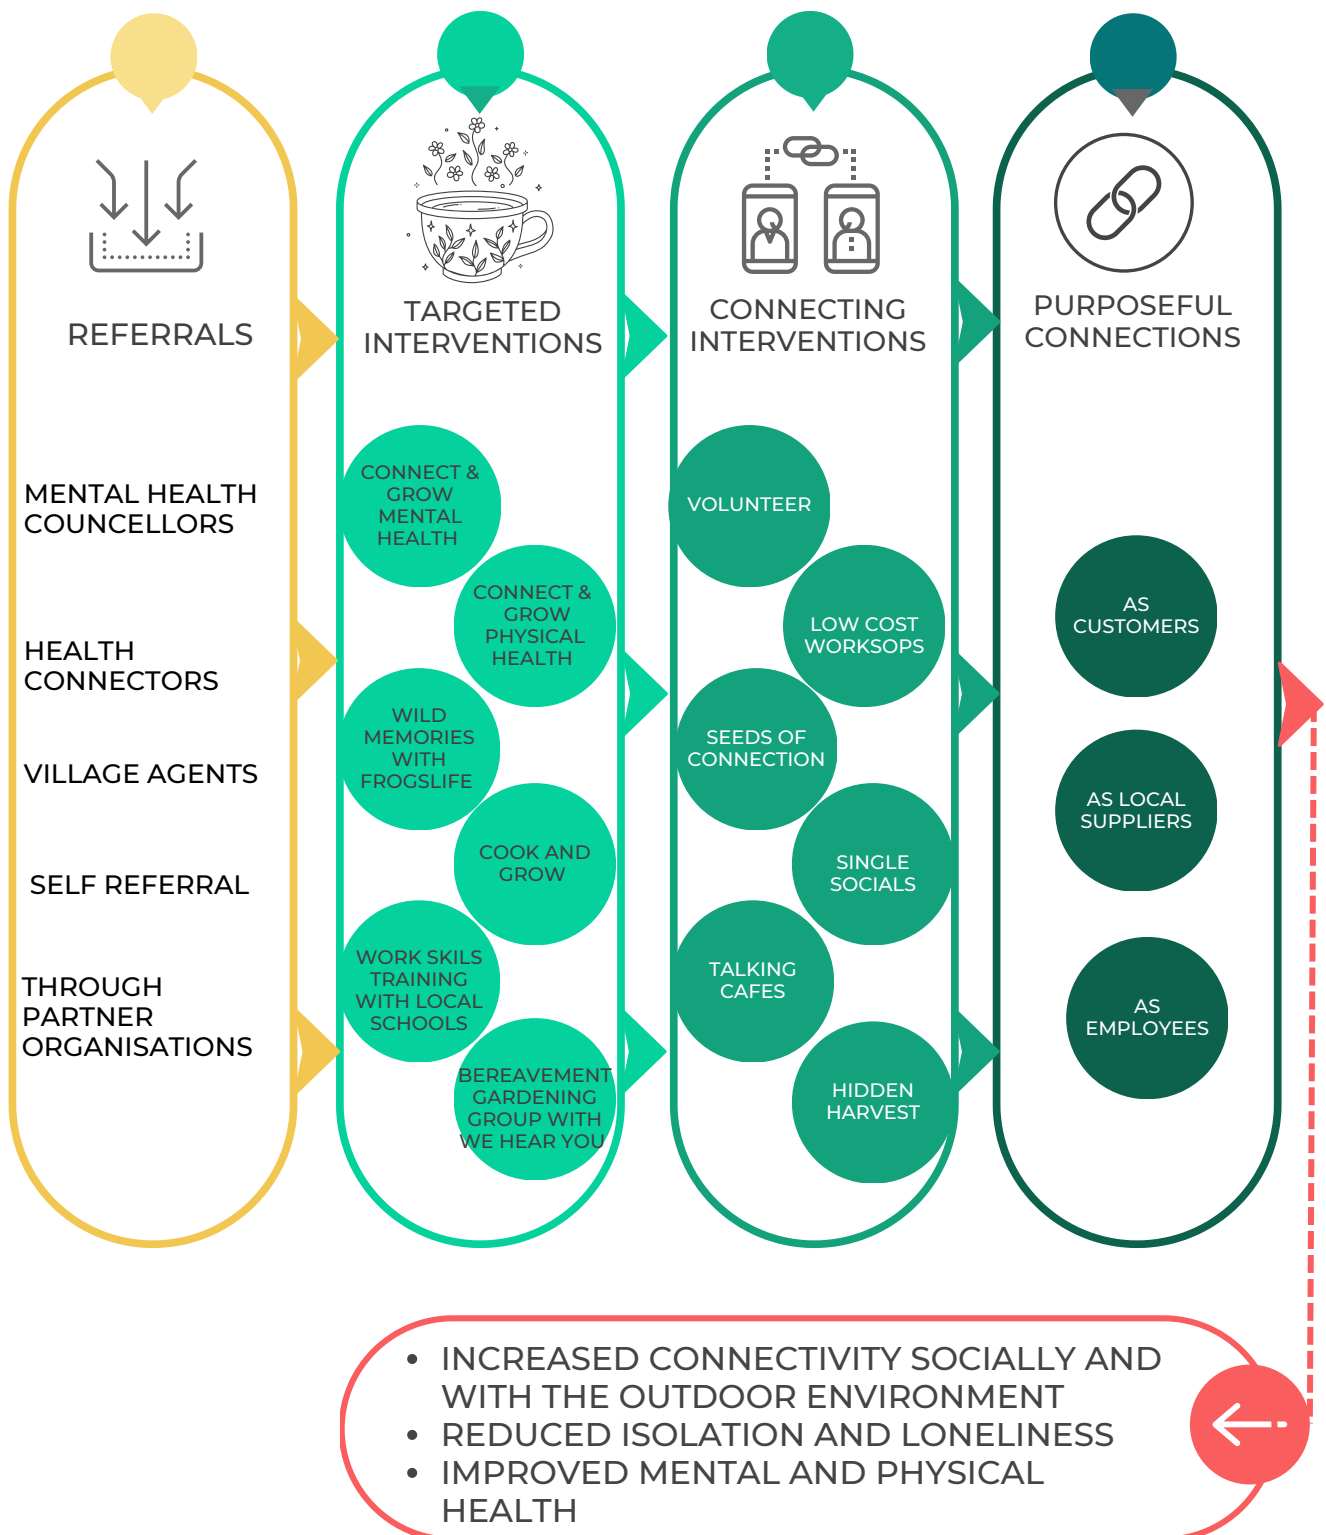 REFERRALS
MENTAL HEALTH
COUNCELLORS
HEALTH
CONNECTORS
VILLAGE AGENTS
SELF REFERRAL
THROUGH
PARTNER
ORGANISATIONS
TARGETED
INTERVENTIONS
CONNECT &
GROW
MENTAL
HEALTH
CONNECT &
GROW
PHYSICAL
HEALTH
WILD
MEMORIES
WITH
FROGSLIFE
COOK AND
GROW
WORK SKILS
TRAINING
WITH LOCAL
SCHOOLS
BEREAVEMENT
GARDENING
GROUP WITH
WE HEAR YOU
CONNECTING
INTERVENTIONS
VOLUNTEER
LOW COST
WORKSOPS
SEEDS OF
CONNECTION
SINGLE
SOCIALS
TALKING
CAFES
HIDDEN
HARVEST
PURPOSEFUL
CONNECTIONS
AS
CUSTOMERS
AS LOCAL
SUPPLIERS
AS
EMPLOYEES
• INCREASED CONNECTIVITY SOCIALLY AND
WITH THE OUTDOOR ENVIRONMENT
• REDUCED ISOLATION AND LONELINESS
• IMPROVED MENTAL AND PHYSICAL
HEALTH